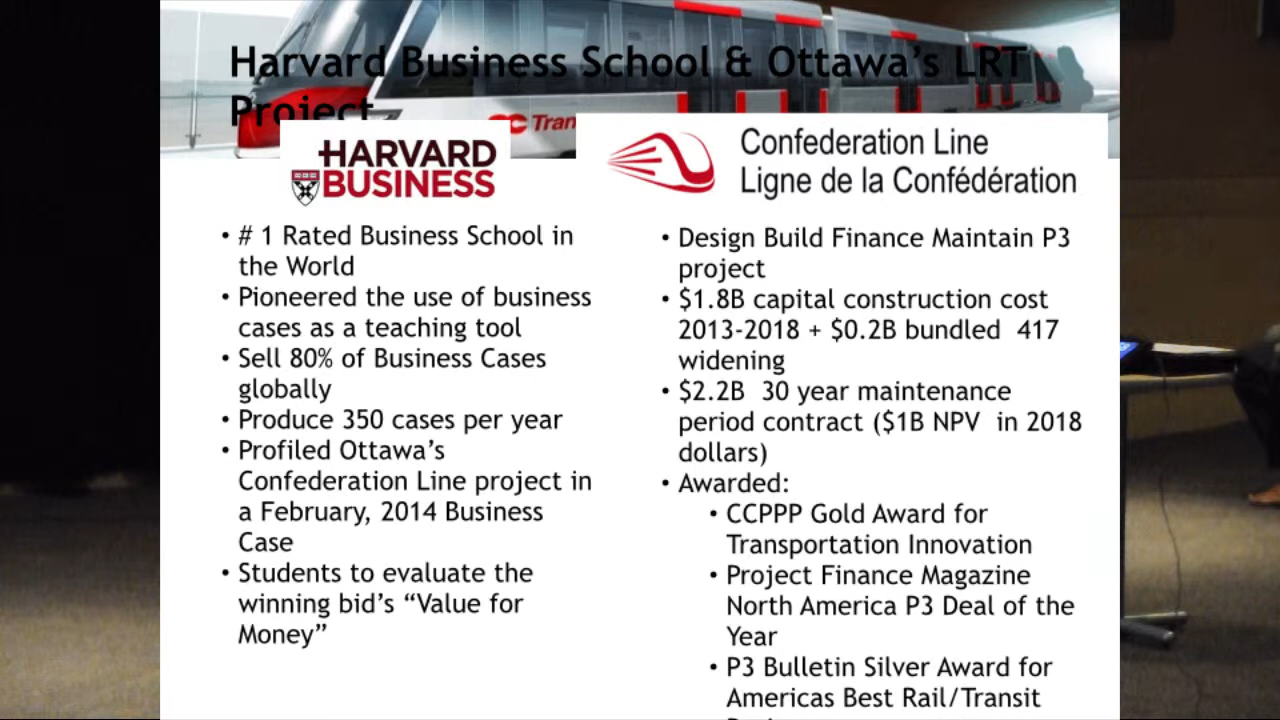 Harvard Business School & Ottawa's LRT
Project
Tran
HARVARD
BUSINESS
Confederation Line
Ligne de la Confédération
• # 1 Rated Business School in
the World
• Pioneered the use of business
cases as a teaching tool
• Sell 80% of Business Cases
globally
• Produce 350 cases per year
• Profiled Ottawa's
Confederation Line project in
a February, 2014 Business
Case
• Students to evaluate the
winning bid's “Value for
Money”
• Design Build Finance Maintain P3
project
• $1.8B capital construction cost
2013-2018 + $0.2B bundled 417
widening
• $2.2B 30 year maintenance
period contract ($1B NPV in 2018
dollars)
• Awarded:
• CCPPP Gold Award for
Transportation Innovation
• Project Finance Magazine
North America P3 Deal of the
Year
• P3 Bulletin Silver Award for
Americas Best Rail/Transit